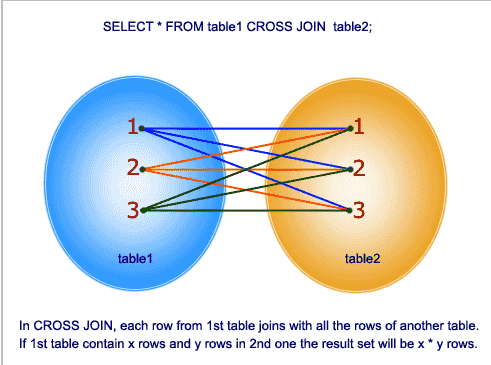 SELECT * FROM table1 CROSS JOIN table2;
1 1
2 2
3 3
table1 table2
In CROSS JOIN, each row from 1st table joins with all the rows of another table.
If 1st table contain x rows and y rows in 2nd one the result set will be x * y rows.